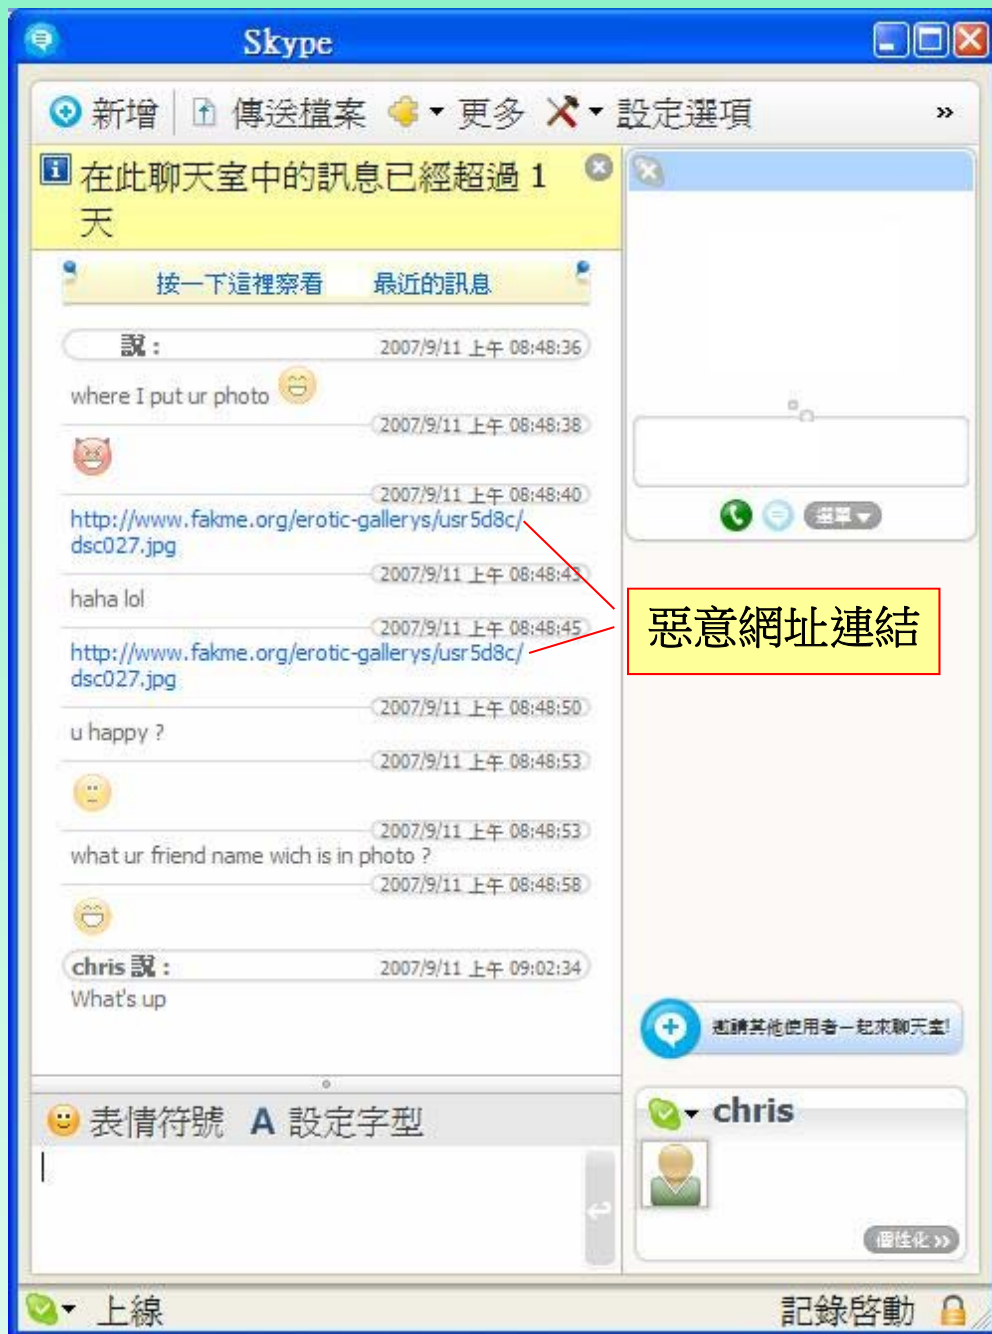 Skype
新增 傳送檔案 更多 設定選項 »
在此聊天室中的訊息已經超過 1
天
按一下這裡察看 最近的訊息
說：
2007/9/11 上午 08:48:36
where I put ur photo
2007/9/11 上午 08:48:38
2007/9/11 上午 08:48:40
http://www.fakme.org/erotic-gallerys/usr5d8c/
dsc027.jpg
2007/9/11 上午 08:48:43
haha lol
2007/9/11 上午 08:48:45
http://www.fakme.org/erotic-gallerys/usr5d8c/
dsc027.jpg
2007/9/11 上午 08:48:50
u happy ?
2007/9/11 上午 08:48:53
2007/9/11 上午 08:48:53
what ur friend name wich is in photo ?
2007/9/11 上午 08:48:58
chris 說：
2007/9/11 上午 09:02:34
What's up
表情符號 A 設定字型
選單
惡意網址連結
邀請其他使用者一起來聊天室!
chris
個性化 »
上線
記錄啓動